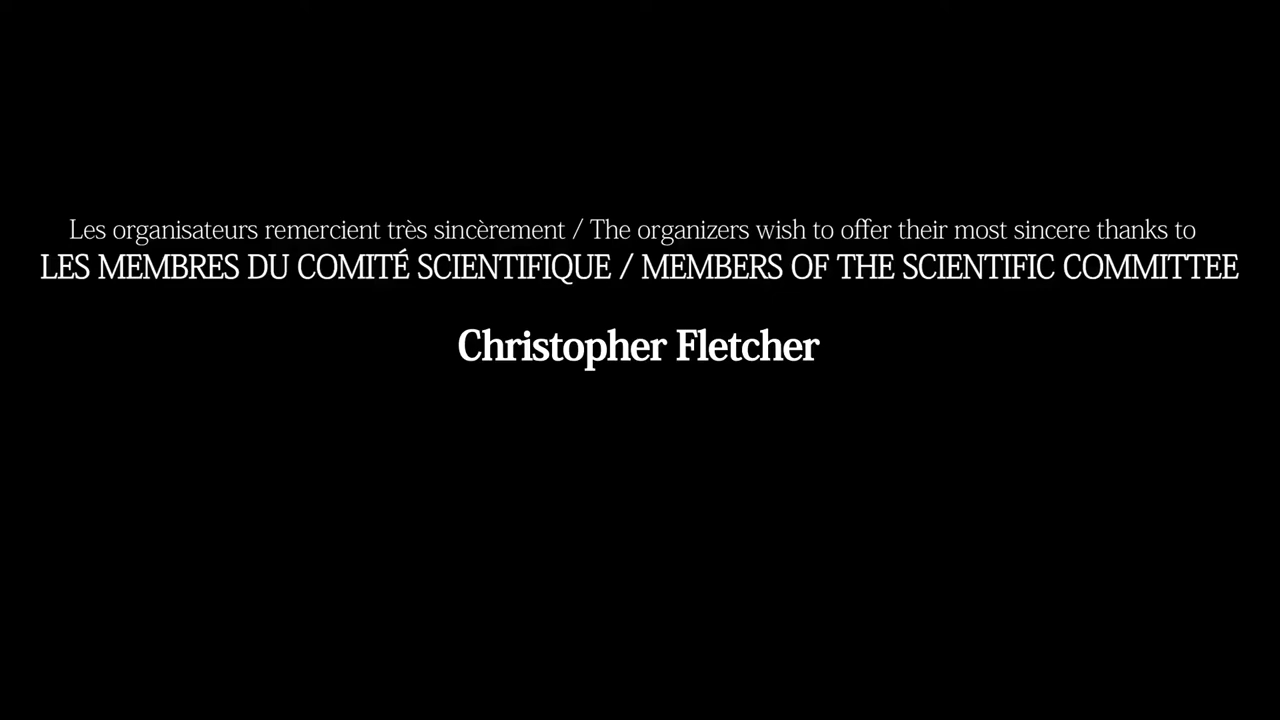 Les organisateurs remercient très sincèrement / The organizers wish to offer their most sincere thanks to
LES MEMBRES DU COMITÉ SCIENTIFIQUE / MEMBERS OF THE SCIENTIFIC COMMITTEE
Christopher Fletcher